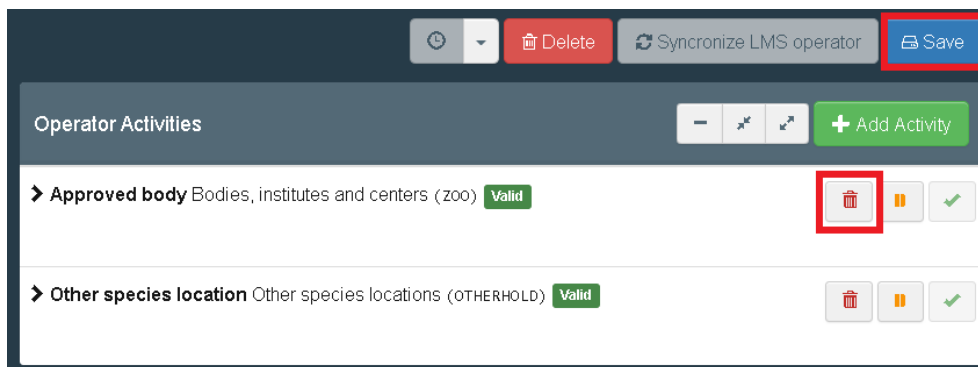 Delete Syncronize LMS operator Save
Operator Activities Add Activity
Approved body Bodies, institutes and centers (ZOO) Valid
Other species location Other species locations (OTHERHOLD) Valid